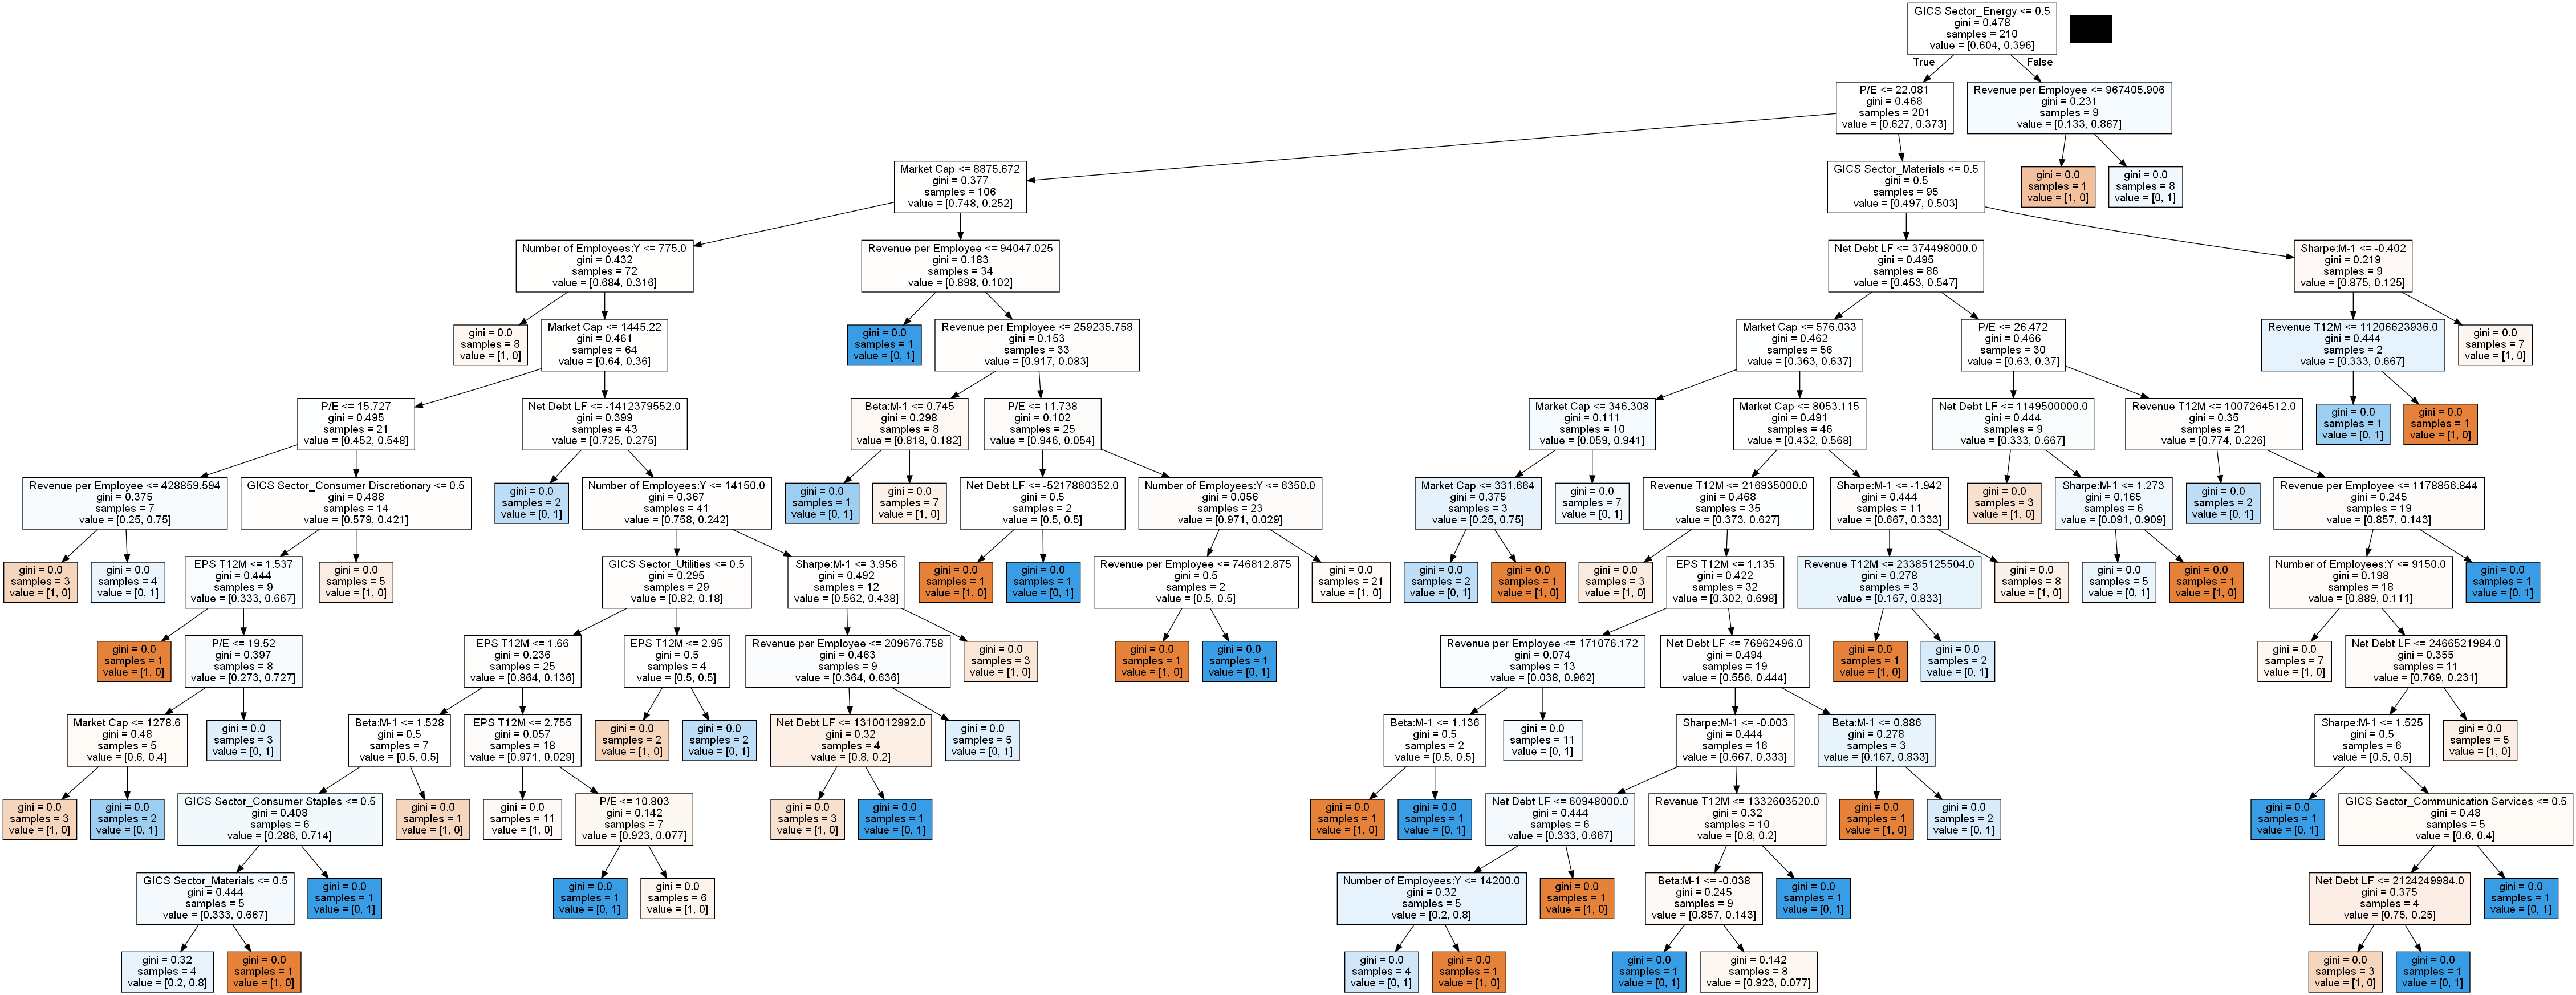 GICS Sector_Energy <= 0.5
gini = 0.478
samples = 210
value = [0.604, 0.396]
True
False
P/E <= 22.081
gini = 0.468
samples = 201
value = [0.627, 0.373]
Revenue per Employee <= 967405.906
gini = 0.231
samples = 9
value = [0.133, 0.867]
Market Cap <= 8875.672
gini = 0.377
samples = 106
value = [0.748, 0.252]
GICS Sector_Materials <= 0.5
gini = 0.5
samples = 95
value = [0.497, 0.503]
gini = 0.0
samples = 1
value = [1, 0]
gini = 0.0
samples = 8
value = [0, 1]
Number of Employees:Y <= 775.0
gini = 0.432
samples = 72
value = [0.684, 0.316]
Revenue per Employee <= 94047.025
gini = 0.183
samples = 34
value = [0.898, 0.102]
Net Debt LF <= 374498000.0
gini = 0.495
samples = 86
value = [0.453, 0.547]
Sharpe:M-1 <= -0.402
gini = 0.219
samples = 9
value = [0.875, 0.125]
gini = 0.0
samples = 8
value = [1, 0]
Market Cap <= 1445.22
gini = 0.461
samples = 64
value = [0.64, 0.36]
gini = 0.0
samples = 1
value = [0, 1]
Revenue per Employee <= 259235.758
gini = 0.153
samples = 33
value = [0.917, 0.083]
Market Cap <= 576.033
gini = 0.462
samples = 56
value = [0.363, 0.637]
P/E <= 26.472
gini = 0.466
samples = 30
value = [0.63, 0.37]
Revenue T12M <= 11206623936.0
gini = 0.444
samples = 2
value = [0.333, 0.667]
gini = 0.0
samples = 7
value = [1, 0]
P/E <= 15.727
gini = 0.495
samples = 21
value = [0.452, 0.548]
Net Debt LF <= -1412379552.0
gini = 0.399
samples = 43
value = [0.725, 0.275]
Beta:M-1 <= 0.745
gini = 0.298
samples = 8
value = [0.818, 0.182]
P/E <= 11.738
gini = 0.102
samples = 25
value = [0.946, 0.054]
Market Cap <= 346.308
gini = 0.111
samples = 10
value = [0.059, 0.941]
Market Cap <= 8053.115
gini = 0.491
samples = 46
value = [0.432, 0.568]
Net Debt LF <= 1149500000.0
gini = 0.444
samples = 9
value = [0.333, 0.667]
Revenue T12M <= 1007264512.0
gini = 0.35
samples = 21
value = [0.774, 0.226]
gini = 0.0
samples = 1
value = [0, 1]
gini = 0.0
samples = 1
value = [1, 0]
Revenue per Employee <= 428859.594
gini = 0.375
samples = 7
value = [0.25, 0.75]
GICS Sector_Consumer Discretionary <= 0.5
gini = 0.488
samples = 14
value = [0.579, 0.421]
gini = 0.0
samples = 2
value = [0, 1]
Number of Employees:Y <= 14150.0
gini = 0.367
samples = 41
value = [0.758, 0.242]
gini = 0.0
samples = 1
value = [0, 1]
gini = 0.0
samples = 7
value = [1, 0]
Net Debt LF <= -5217860352.0
gini = 0.5
samples = 2
value = [0.5, 0.5]
Number of Employees:Y <= 6350.0
gini = 0.056
samples = 23
value = [0.971, 0.029]
Market Cap <= 331.664
gini = 0.375
samples = 3
value = [0.25, 0.75]
gini = 0.0
samples = 7
value = [0, 1]
Revenue T12M <= 216935000.0
gini = 0.468
samples = 35
value = [0.373, 0.627]
Sharpe:M-1 <= -1.942
gini = 0.444
samples = 11
value = [0.667, 0.333]
gini = 0.0
samples = 3
value = [1, 0]
Sharpe:M-1 <= 1.273
gini = 0.165
samples = 6
value = [0.091, 0.909]
gini = 0.0
samples = 2
value = [0, 1]
Revenue per Employee <= 1178856.844
gini = 0.245
samples = 19
value = [0.857, 0.143]
gini = 0.0
samples = 3
value = [1, 0]
gini = 0.0
samples = 4
value = [0, 1]
EPS T12M <= 1.537
gini = 0.444
samples = 9
value = [0.333, 0.667]
gini = 0.0
samples = 5
value = [1, 0]
GICS Sector_Utilities <= 0.5
gini = 0.295
samples = 29
value = [0.82, 0.18]
Sharpe:M-1 <= 3.956
gini = 0.492
samples = 12
value = [0.562, 0.438]
gini = 0.0
samples = 1
value = [1, 0]
gini = 0.0
samples = 1
value = [0, 1]
Revenue per Employee <= 746812.875
gini = 0.5
samples = 2
value = [0.5, 0.5]
gini = 0.0
samples = 21
value = [1, 0]
gini = 0.0
samples = 2
value = [0, 1]
gini = 0.0
samples = 1
value = [1, 0]
gini = 0.0
samples = 3
value = [1, 0]
EPS T12M <= 1.135
gini = 0.422
samples = 32
value = [0.302, 0.698]
Revenue T12M <= 23385125504.0
gini = 0.278
samples = 3
value = [0.167, 0.833]
gini = 0.0
samples = 8
value = [1, 0]
gini = 0.0
samples = 5
value = [0, 1]
gini = 0.0
samples = 1
value = [1, 0]
Number of Employees:Y <= 9150.0
gini = 0.198
samples = 18
value = [0.889, 0.111]
gini = 0.0
samples = 1
value = [0, 1]
gini = 0.0
samples = 1
value = [1, 0]
P/E <= 19.52
gini = 0.397
samples = 8
value = [0.273, 0.727]
EPS T12M <= 1.66
gini = 0.236
samples = 25
value = [0.864, 0.136]
EPS T12M <= 2.95
gini = 0.5
samples = 4
value = [0.5, 0.5]
Revenue per Employee <= 209676.758
gini = 0.463
samples = 9
value = [0.364, 0.636]
gini = 0.0
samples = 3
value = [1, 0]
gini = 0.0
samples = 1
value = [1, 0]
gini = 0.0
samples = 1
value = [0, 1]
Revenue per Employee <= 171076.172
gini = 0.074
samples = 13
value = [0.038, 0.962]
Net Debt LF <= 76962496.0
gini = 0.494
samples = 19
value = [0.556, 0.444]
gini = 0.0
samples = 1
value = [1, 0]
gini = 0.0
samples = 2
value = [0, 1]
gini = 0.0
samples = 7
value = [1, 0]
Net Debt LF <= 2466521984.0
gini = 0.355
samples = 11
value = [0.769, 0.231]
Market Cap <= 1278.6
gini = 0.48
samples = 5
value = [0.6, 0.4]
gini = 0.0
samples = 3
value = [0, 1]
Beta:M-1 <= 1.528
gini = 0.5
samples = 7
value = [0.5, 0.5]
EPS T12M <= 2.755
gini = 0.057
samples = 18
value = [0.971, 0.029]
gini = 0.0
samples = 2
value = [1, 0]
gini = 0.0
samples = 2
value = [0, 1]
Net Debt LF <= 1310012992.0
gini = 0.32
samples = 4
value = [0.8, 0.2]
gini = 0.0
samples = 5
value = [0, 1]
Beta:M-1 <= 1.136
gini = 0.5
samples = 2
value = [0.5, 0.5]
gini = 0.0
samples = 11
value = [0, 1]
Sharpe:M-1 <= -0.003
gini = 0.444
samples = 16
value = [0.667, 0.333]
Beta:M-1 <= 0.886
gini = 0.278
samples = 3
value = [0.167, 0.833]
Sharpe:M-1 <= 1.525
gini = 0.5
samples = 6
value = [0.5, 0.5]
gini = 0.0
samples = 5
value = [1, 0]
gini = 0.0
samples = 3
value = [1, 0]
gini = 0.0
samples = 2
value = [0, 1]
GICS Sector_Consumer Staples <= 0.5
gini = 0.408
samples = 6
value = [0.286, 0.714]
gini = 0.0
samples = 1
value = [1, 0]
gini = 0.0
samples = 11
value = [1, 0]
P/E <= 10.803
gini = 0.142
samples = 7
value = [0.923, 0.077]
gini = 0.0
samples = 3
value = [1, 0]
gini = 0.0
samples = 1
value = [0, 1]
gini = 0.0
samples = 1
value = [1, 0]
gini = 0.0
samples = 1
value = [0, 1]
Net Debt LF <= 60948000.0
gini = 0.444
samples = 6
value = [0.333, 0.667]
Revenue T12M <= 1332603520.0
gini = 0.32
samples = 10
value = [0.8, 0.2]
gini = 0.0
samples = 1
value = [1, 0]
gini = 0.0
samples = 2
value = [0, 1]
gini = 0.0
samples = 1
value = [0, 1]
GICS Sector_Communication Services <= 0.5
gini = 0.48
samples = 5
value = [0.6, 0.4]
GICS Sector_Materials <= 0.5
gini = 0.444
samples = 5
value = [0.333, 0.667]
gini = 0.0
samples = 1
value = [0, 1]
gini = 0.0
samples = 1
value = [0, 1]
gini = 0.0
samples = 6
value = [1, 0]
Number of Employees:Y <= 14200.0
gini = 0.32
samples = 5
value = [0.2, 0.8]
gini = 0.0
samples = 1
value = [1, 0]
Beta:M-1 <= -0.038
gini = 0.245
samples = 9
value = [0.857, 0.143]
gini = 0.0
samples = 1
value = [0, 1]
Net Debt LF <= 2124249984.0
gini = 0.375
samples = 4
value = [0.75, 0.25]
gini = 0.0
samples = 1
value = [0, 1]
gini = 0.32
samples = 4
value = [0.2, 0.8]
gini = 0.0
samples = 1
value = [1, 0]
gini = 0.0
samples = 4
value = [0, 1]
gini = 0.0
samples = 1
value = [1, 0]
gini = 0.0
samples = 1
value = [0, 1]
gini = 0.142
samples = 8
value = [0.923, 0.077]
gini = 0.0
samples = 3
value = [1, 0]
gini = 0.0
samples = 1
value = [0, 1]